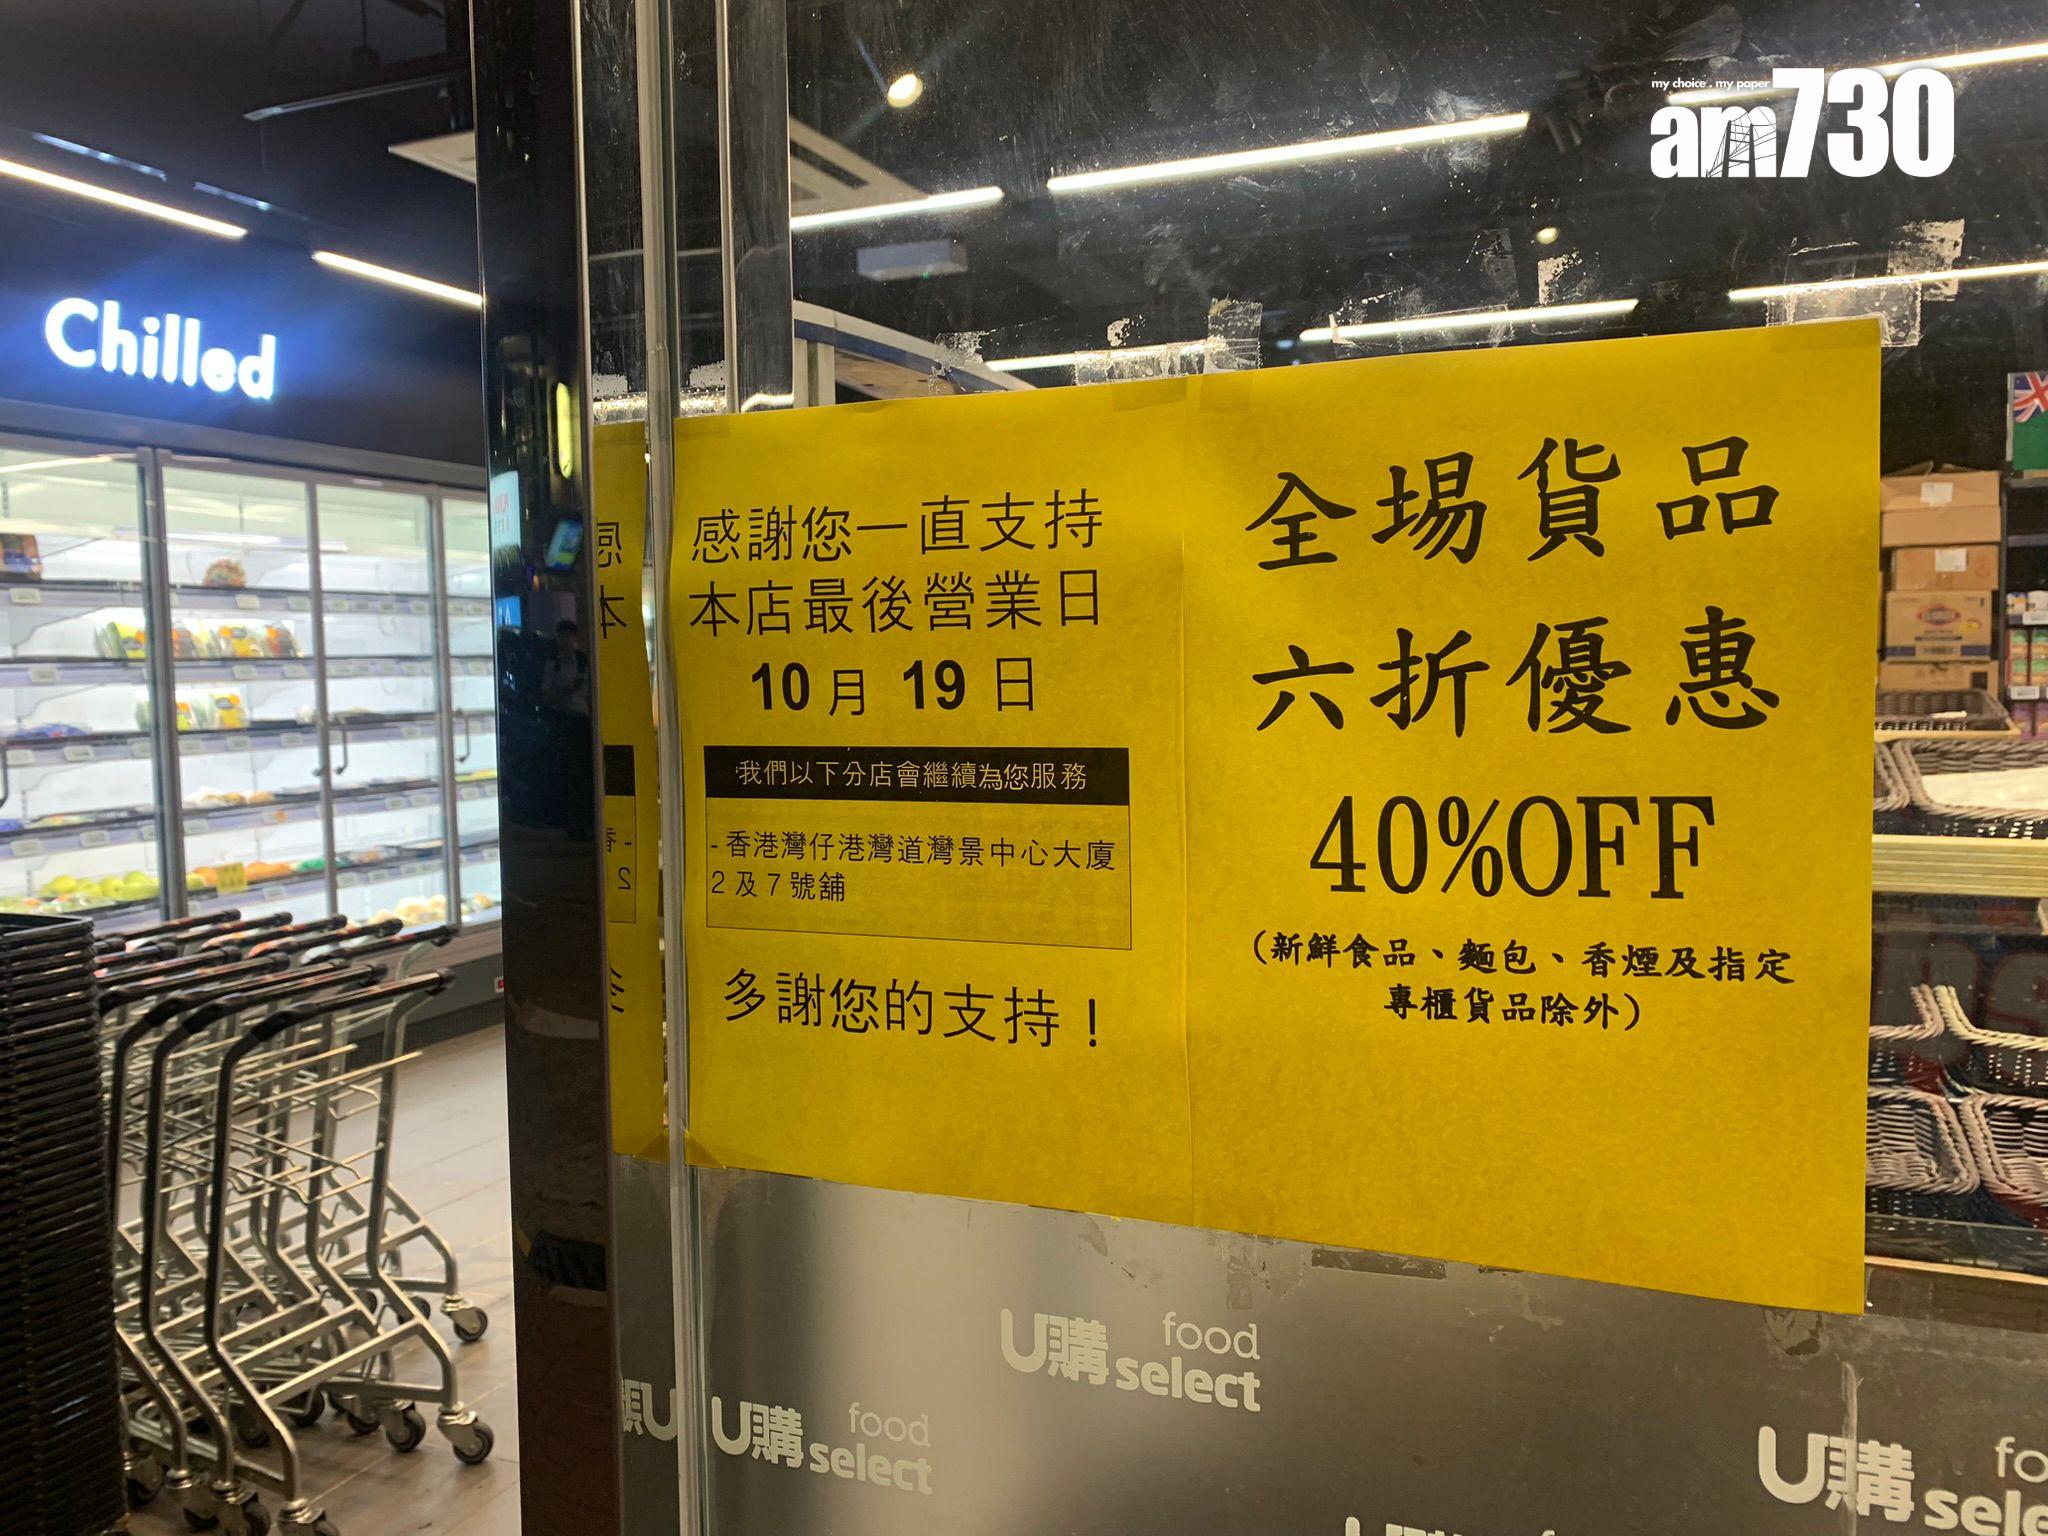 my choice . my paper
am730
Chilled
感謝您一直支持
本店最後營業日
10 月 19 日
我們以下分店會繼續為您服務
- 香港灣仔港灣道灣景中心大廈
2 及 7 號舖
多謝您的支持！
全場貨品
六折優惠
40%OFF
（新鮮食品、麵包、香煙及指定
專櫃貨品除外）
U購 food
select
U購 food
select
U購 fo
sele